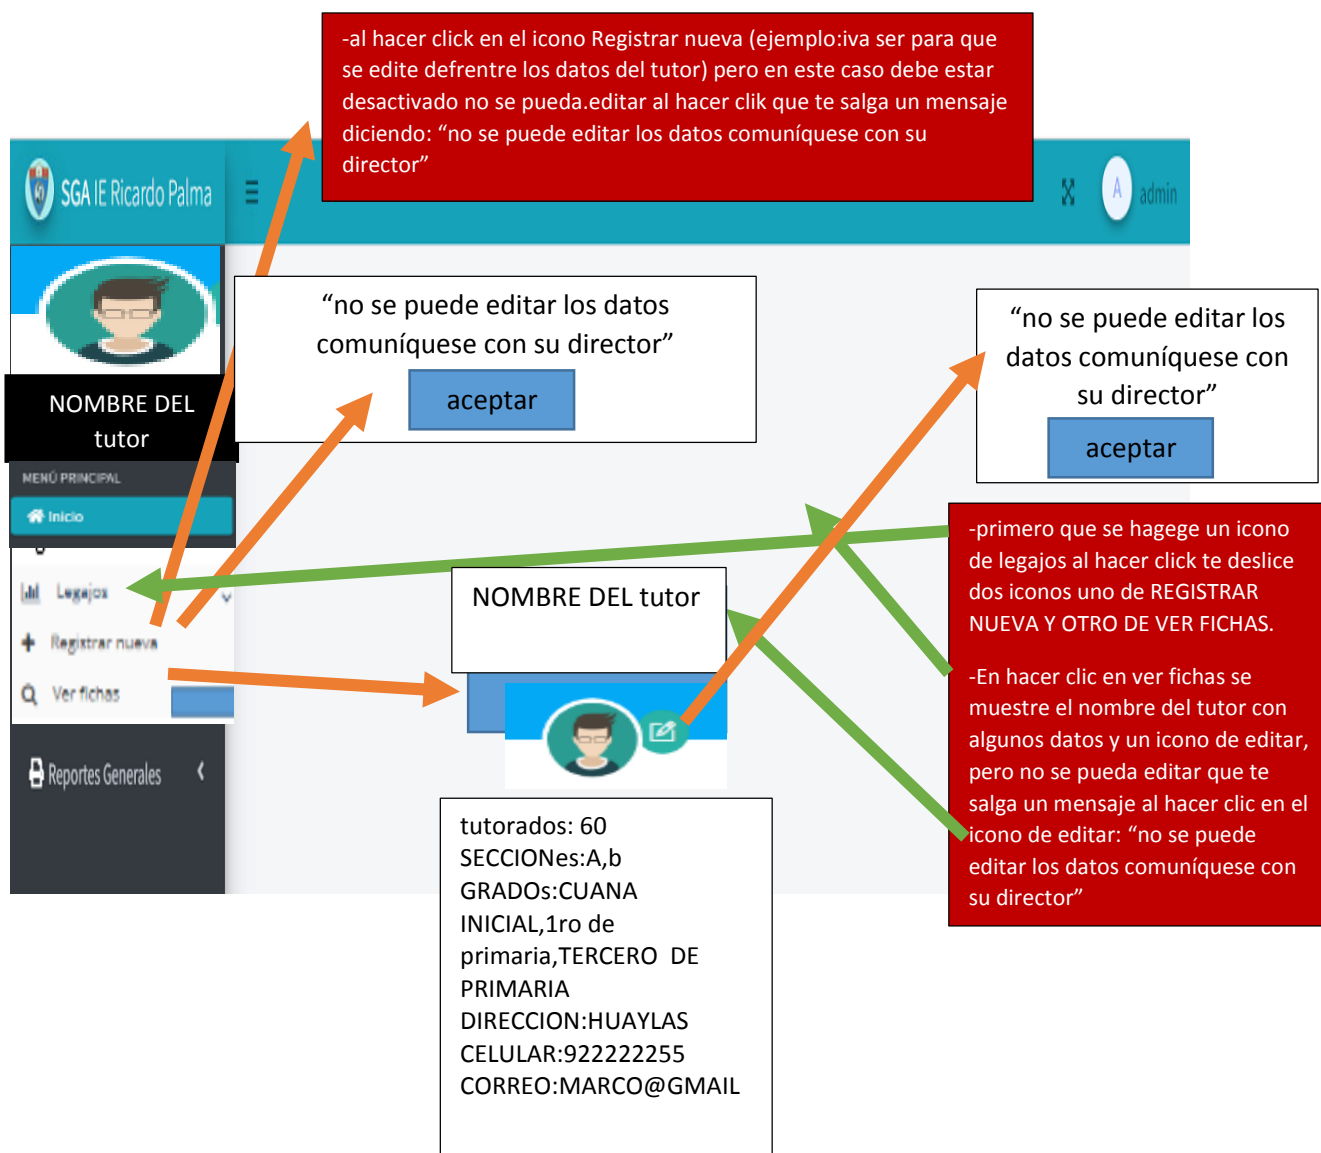 -al hacer click en el icono Registrar nueva (ejemplo:iva ser para que
se edite defrentre los datos del tutor) pero en este caso debe estar
desactivado no se pueda.editar al hacer clik que te salga un mensaje
diciendo: “no se puede editar los datos comuníquese con su
director”
SGA IE Ricardo Palma
A admin
“no se puede editar los datos
comuníquese con su director”
aceptar
“no se puede editar los
datos comuníquese con
su director”
aceptar
NOMBRE DEL
tutor
MENÚ PRINCIPAL
Inicio
Legajos
Registrar nueva
Ver fichas
Reportes Generales
-primero que se hagege un icono
de legajos al hacer click te deslice
dos iconos uno de REGISTRAR
NUEVA Y OTRO DE VER FICHAS.
-En hacer clic en ver fichas se
muestre el nombre del tutor con
algunos datos y un icono de editar,
pero no se pueda editar que te
salga un mensaje al hacer clic en el
icono de editar: “no se puede
editar los datos comuníquese con
su director”
NOMBRE DEL tutor
tutorados: 60
SECCIONes:A,b
GRADOs:CUANA
INICIAL,1ro de
primaria,TERCERO DE
PRIMARIA
DIRECCION:HUAYLAS
CELULAR:922222255
CORREO:MARCO@GMAIL